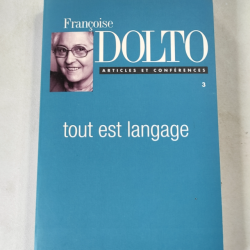 Françoise
DOLTO
ARTICLES ET CONFÉRENCES
3
tout est langage